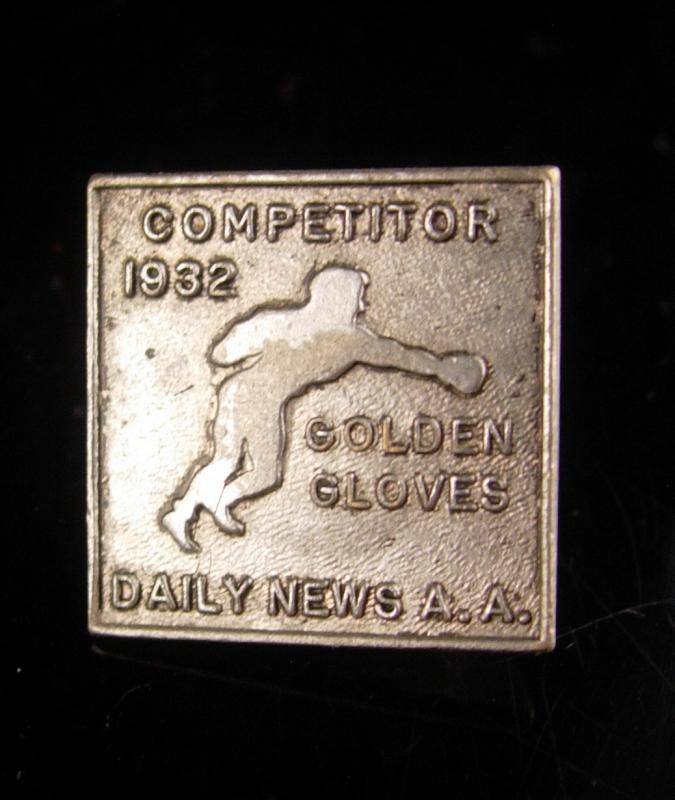 COMPETITOR
1932
GOLDEN
GLOVES
DAILY NEWS A.A.